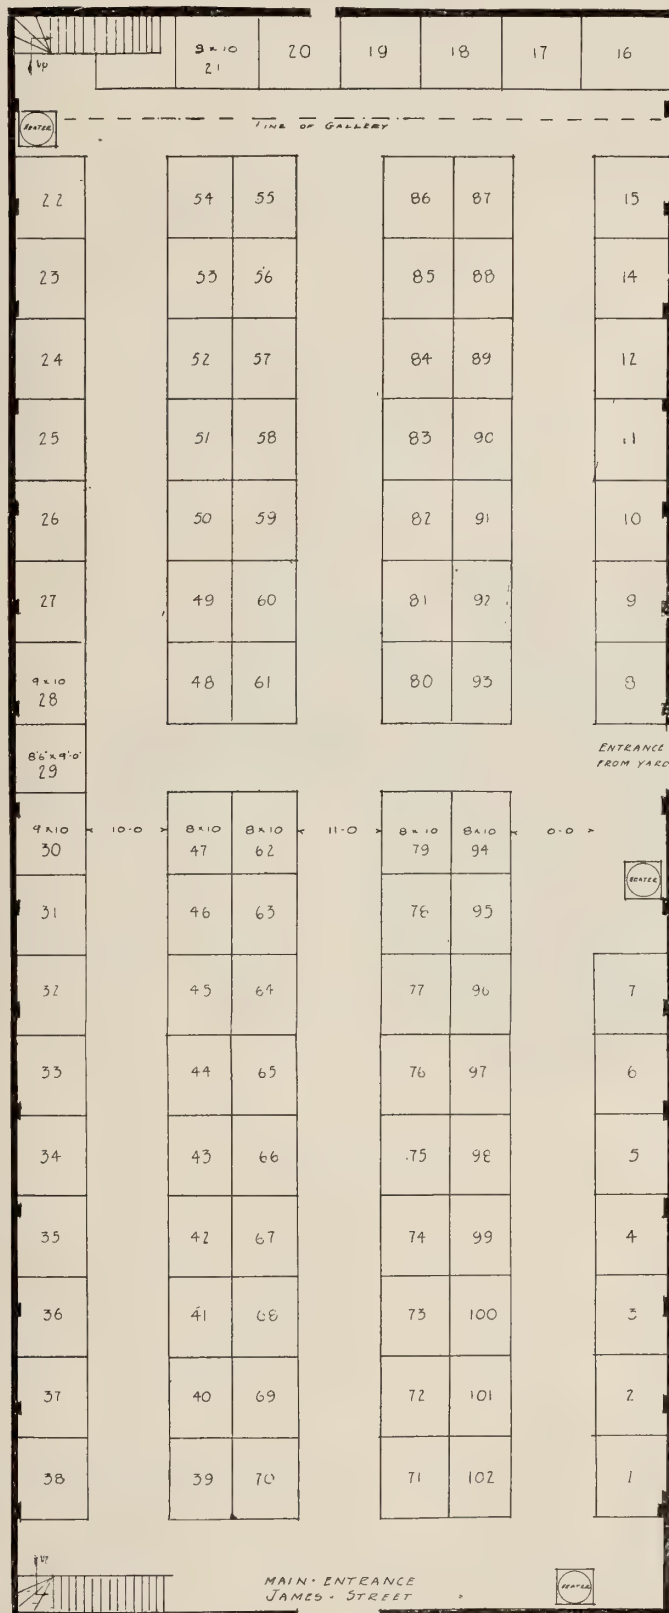 9 x 10
21 20 19 18 17 16
UP
HEATER
LINE OF GALLERY
22 54 55 86 87 15
23 53 56 85 88 14
24 52 57 84 89 12
25 51 58 83 90 11
26 50 59 82 91 10
27 49 60 81 92 9
9 x 10
28 48 61 80 93 8
8'6" x 9'-0"
29
ENTRANCE
FROM YARD
9 x 10 10-0 8 x 10 8 x 10 11-0 8 x 10 8 x 10 0-0
30 47 62 79 94
HEATER
31 46 63 78 95
32 45 64 77 96 7
33 44 65 76 97 6
34 43 66 75 98 5
35 42 67 74 99 4
36 41 68 73 100 3
37 40 69 72 101 2
38 39 70 71 102 1
UP
MAIN · ENTRANCE
JAMES · STREET
HEATER